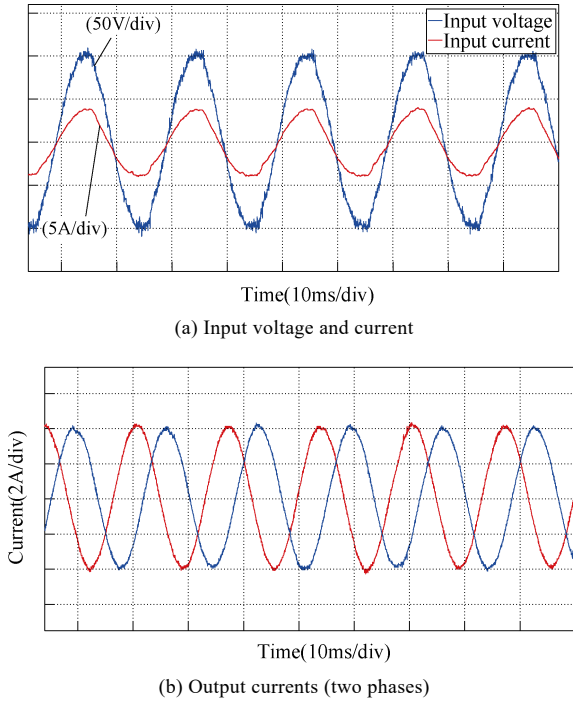 (50V/div)
Input voltage
Input current
(5A/div)
Time(10ms/div)
(a) Input voltage and current
Current(2A/div)
Time(10ms/div)
(b) Output currents (two phases)